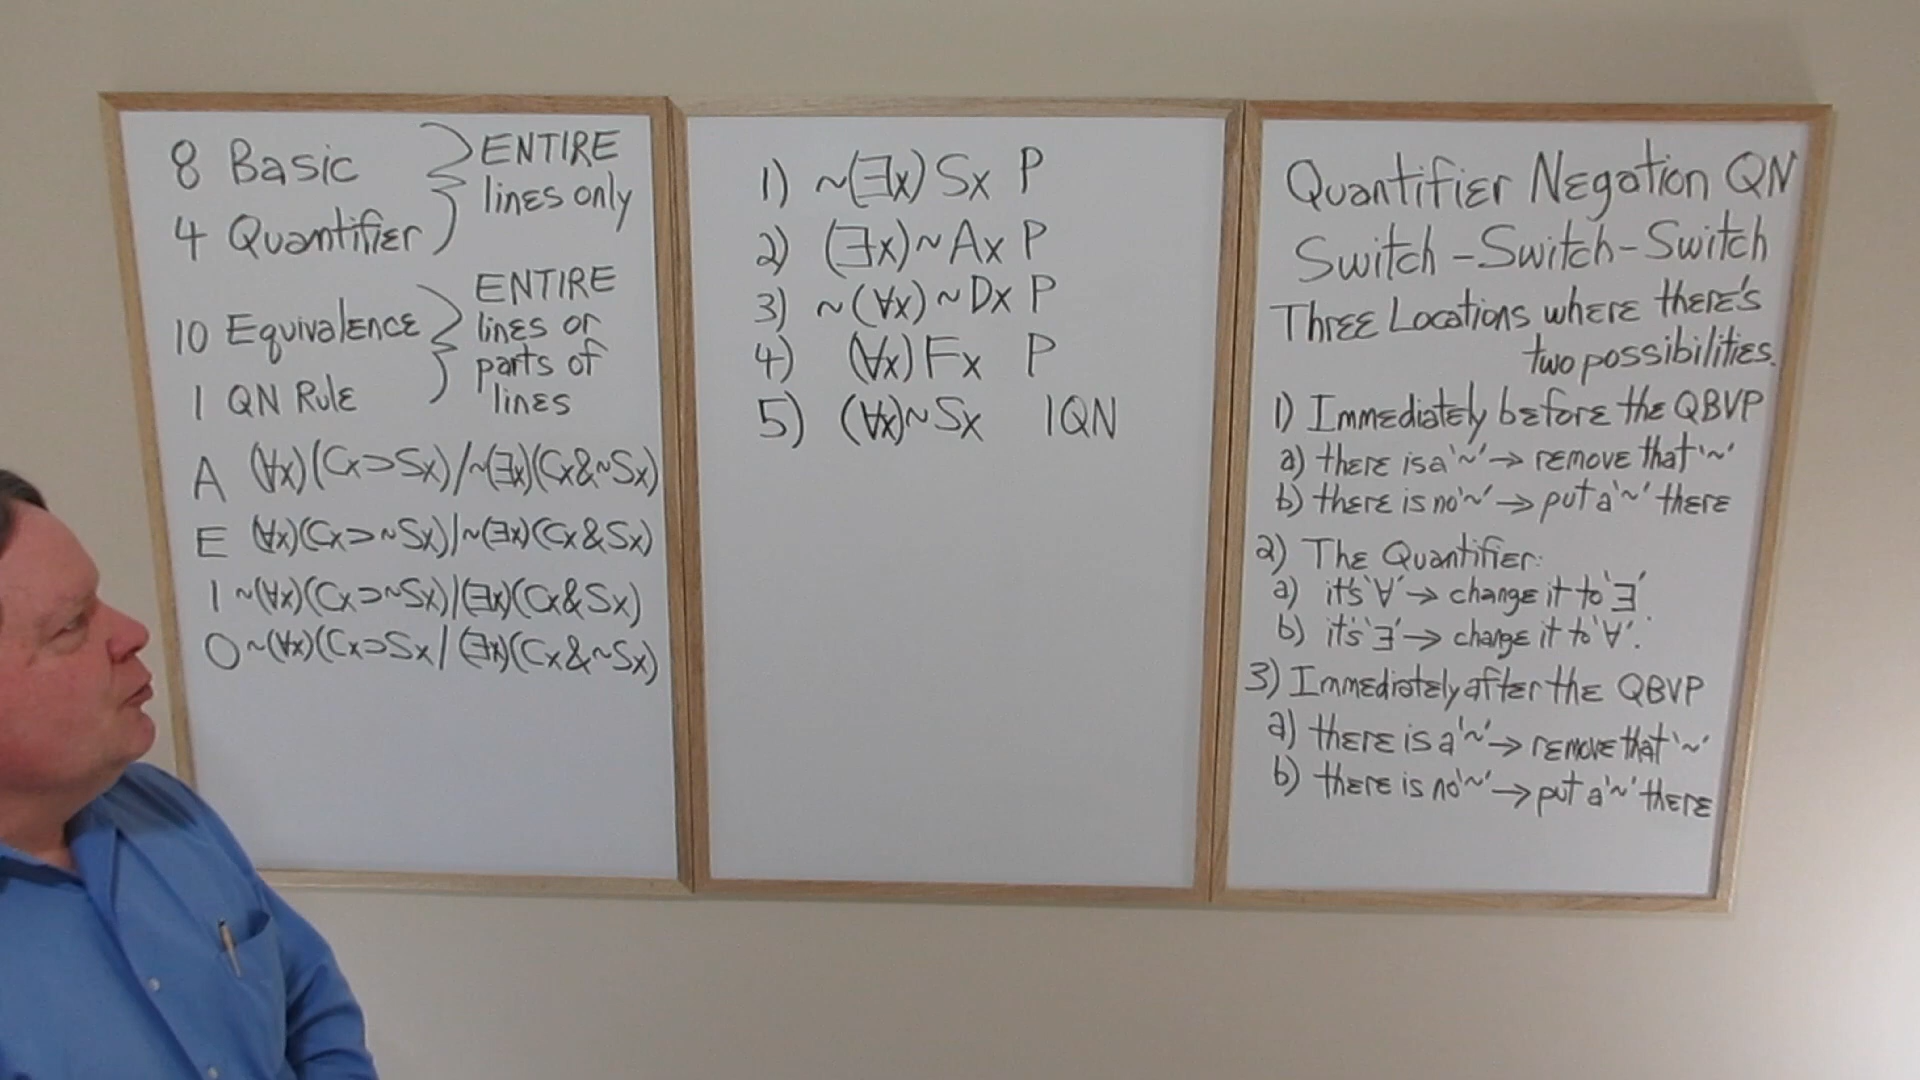 8 Basic
4 Quantifier
ENTIRE
lines only
10 Equivalence
1 QN Rule
ENTIRE
lines or
parts of
lines
A (∀x)(Cx⊃Sx)/~(∃x)(Cx&~Sx)
E (∀x)(Cx⊃~Sx)/~(∃x)(Cx&Sx)
I ~(∀x)(Cx⊃~Sx)/(∃x)(Cx&Sx)
O ~(∀x)(Cx⊃Sx/(∃x)(Cx&~Sx)
1) ~(∃x) Sx P
2) (∃x)~Ax P
3) ~(∀x)~Dx P
4) (∀x)Fx P
5) (∀x)~Sx 1QN
Quantifier Negation QN
Switch-Switch-Switch
Three Locations where there's
two possibilities.
1) Immediately before the QBVP
a) there is a '~' → remove that '~'
b) there is no '~' → put a '~' there
2) The Quantifier:
a) it's '∀' → change it to '∃'
b) it's '∃' → change it to '∀'.
3) Immediately after the QBVP
a) there is a '~' → remove that '~'
b) there is no '~' → put a '~' there